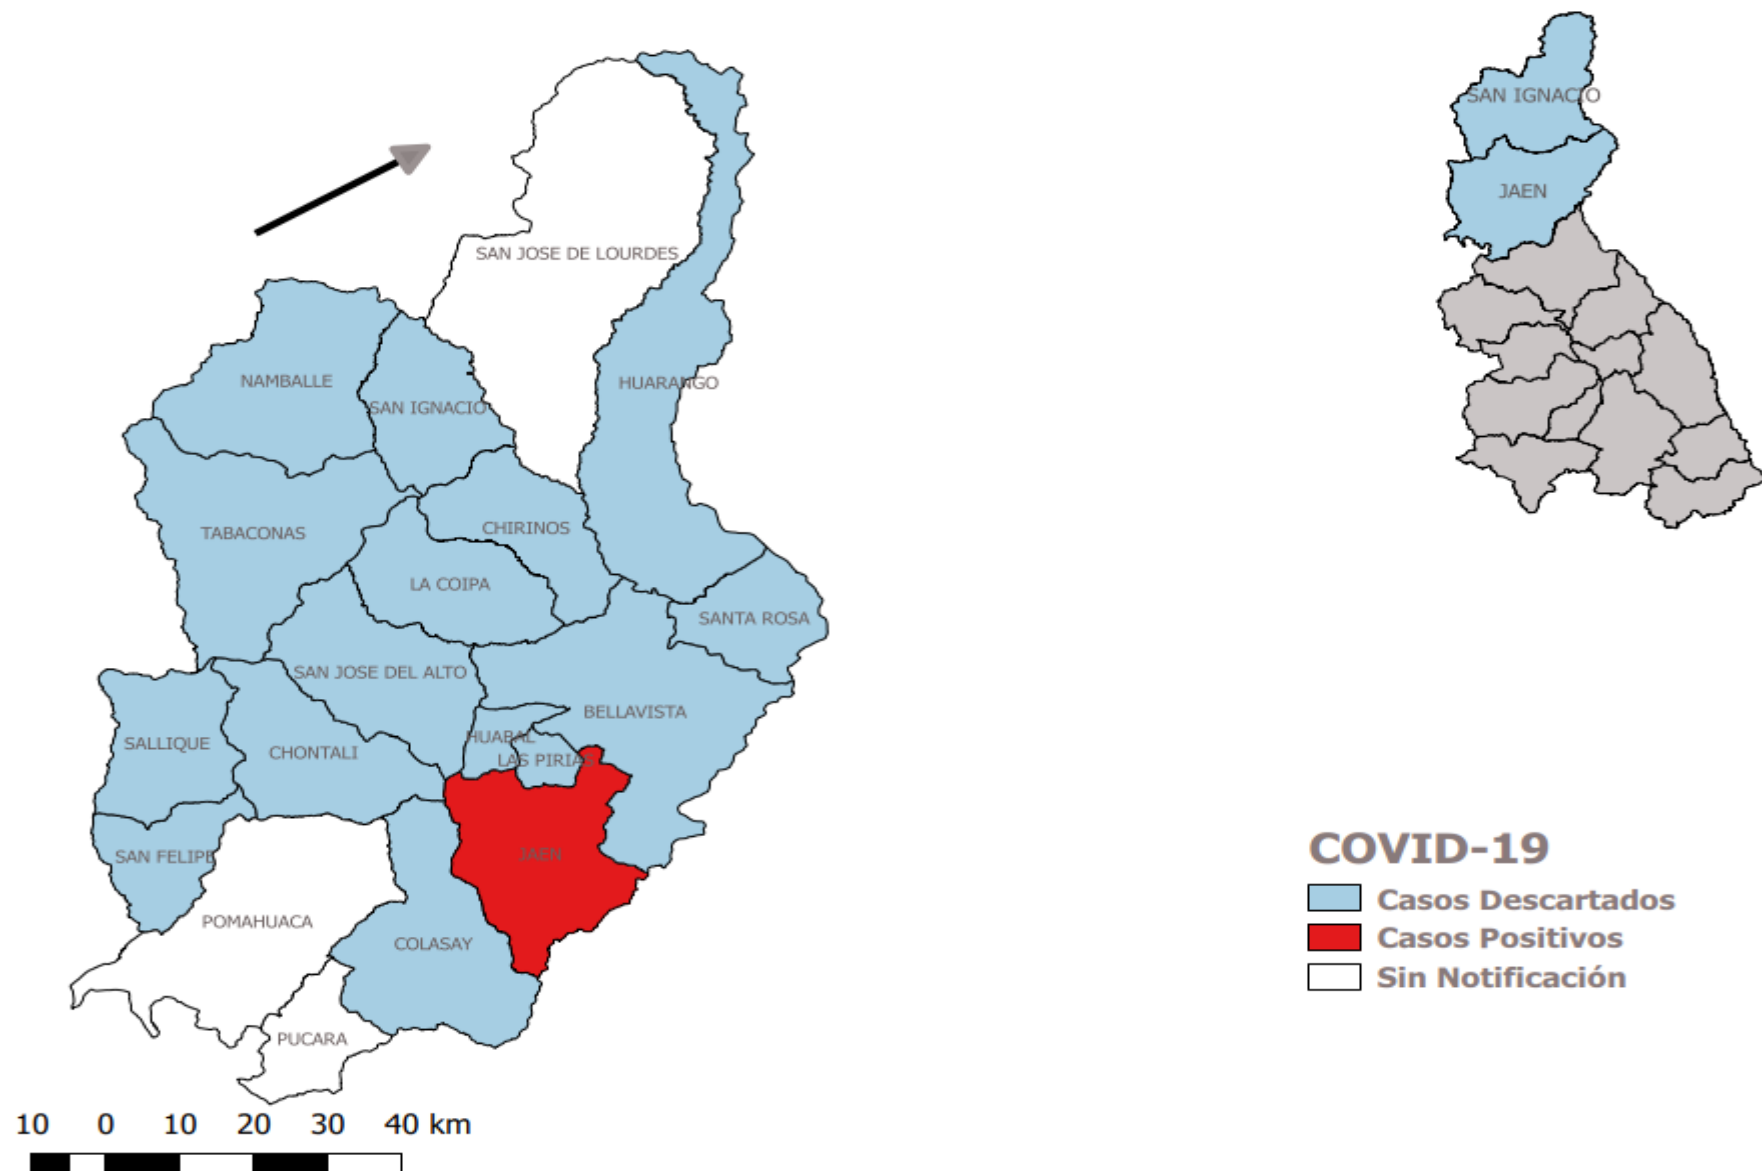 SAN IGNACIO
JAEN
SAN JOSE DE LOURDES
NAMBALLE
SAN IGNACIO
HUARANGO
TABACONAS
CHIRINOS
LA COIPA
SANTA ROSA
SAN JOSE DEL ALTO
BELLAVISTA
SALLIQUE
CHONTALI
HUABAL
LAS PIRIAS
SAN FELIPE
JAEN
POMAHUACA
COLASAY
PUCARA
COVID-19
Casos Descartados
Casos Positivos
Sin Notificación
10 0 10 20 30 40 km